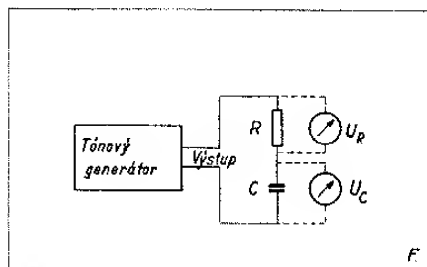 Tónový
generátor
Výstup
R
U_R
C
U_C
F